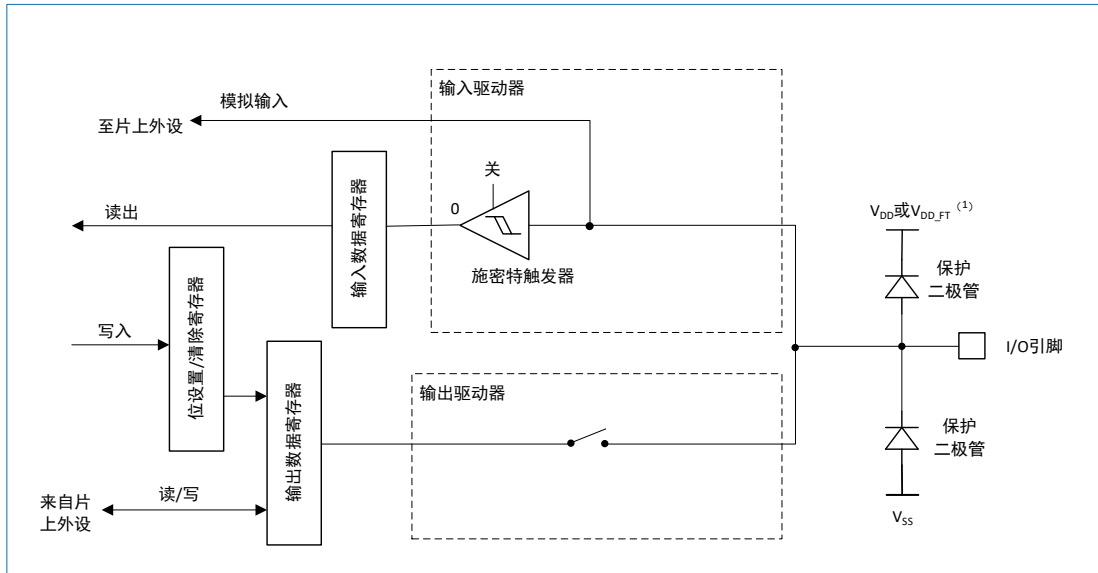 输入驱动器
模拟输入
至片上外设
关
0
读出
输入数据寄存器
施密特触发器
V_DD或V_DD_FT (1)
保护
二极管
写入
位设置/清除寄存器
I/O引脚
输出驱动器
输出数据寄存器
保护
二极管
读/写
来自片
上外设
V_SS